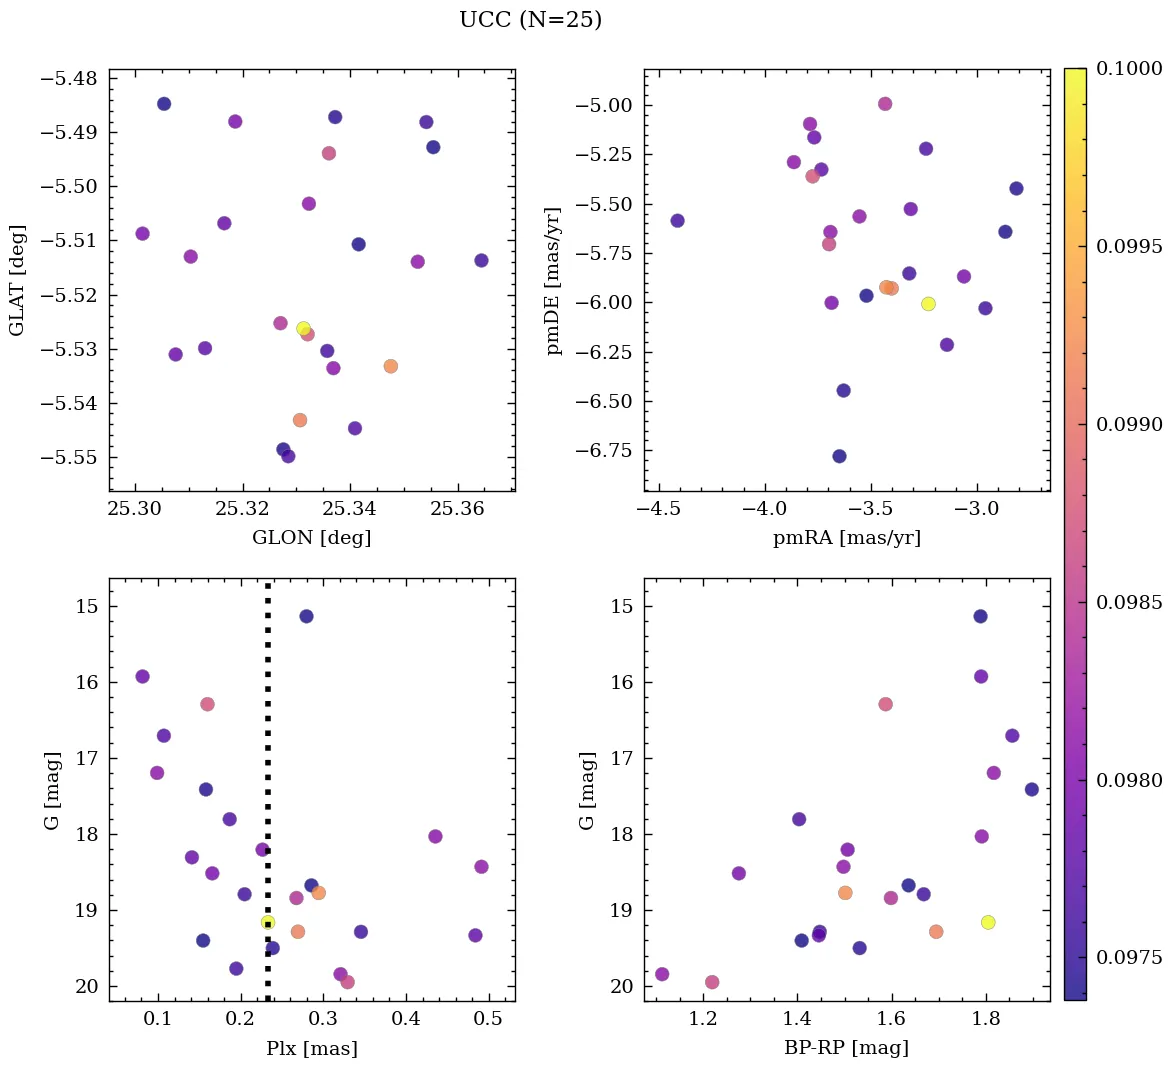 UCC (N=25)
−5.48
−5.49
−5.50
−5.51
−5.52
−5.53
−5.54
−5.55
GLAT [deg]
25.30 25.32 25.34 25.36
GLON [deg]
−5.00
−5.25
−5.50
−5.75
−6.00
−6.25
−6.50
−6.75
pmDE [mas/yr]
−4.5 −4.0 −3.5 −3.0
pmRA [mas/yr]
15
16
17
18
19
20
G [mag]
0.1 0.2 0.3 0.4 0.5
Plx [mas]
15
16
17
18
19
20
G [mag]
1.2 1.4 1.6 1.8
BP-RP [mag]
0.1000
0.0995
0.0990
0.0985
0.0980
0.0975